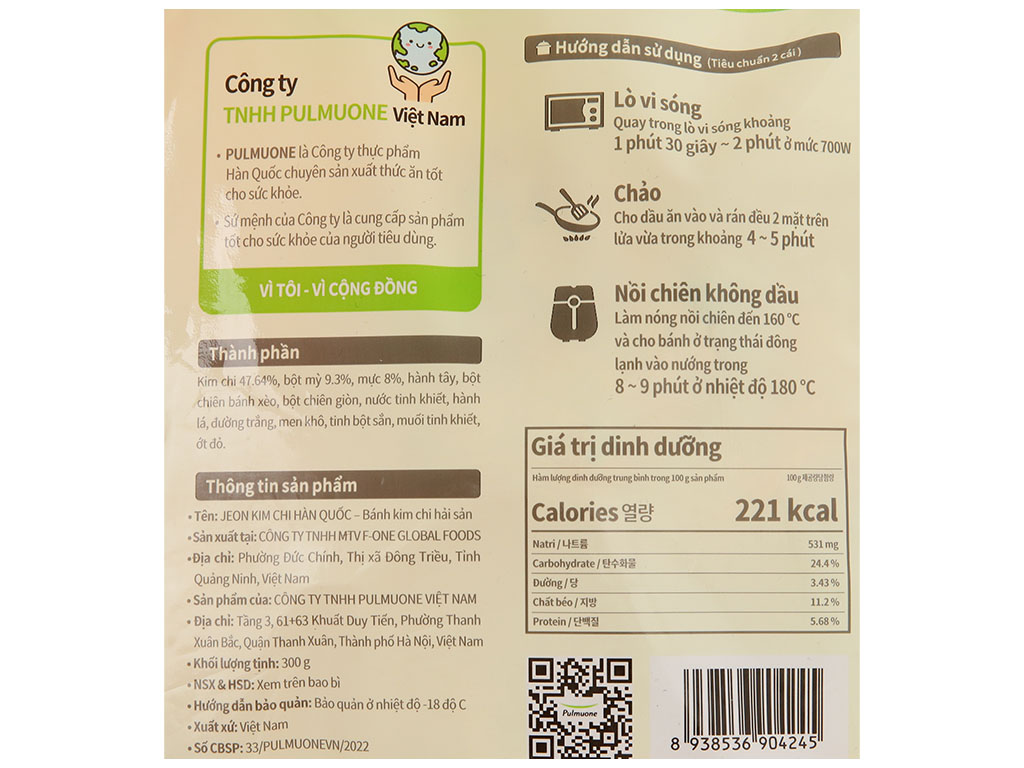 Công ty
TNHH PULMUONE Việt Nam
• PULMUONE là Công ty thực phẩm
Hàn Quốc chuyên sản xuất thức ăn tốt
cho sức khỏe.
• Sứ mệnh của Công ty là cung cấp sản phẩm
tốt cho sức khỏe của người tiêu dùng.
VÌ TÔI - VÌ CỘNG ĐỒNG
Thành phần
Kim chi 47.64%, bột mỳ 9.3%, mực 8%, hành tây, bột
chiên bánh xèo, bột chiên giòn, nước tinh khiết, hành
lá, đường trắng, men khô, tinh bột sắn, muối tinh khiết,
ớt đỏ.
Thông tin sản phẩm
• Tên: JEON KIM CHI HÀN QUỐC – Bánh kim chi hải sản
• Sản xuất tại: CÔNG TY TNHH MTV F-ONE GLOBAL FOODS
• Địa chỉ: Phường Đức Chính, Thị xã Đông Triều, Tỉnh
Quảng Ninh, Việt Nam
• Sản phẩm của: CÔNG TY TNHH PULMUONE VIỆT NAM
• Địa chỉ: Tầng 3, 61+63 Khuất Duy Tiến, Phường Thanh
Xuân Bắc, Quận Thanh Xuân, Thành phố Hà Nội, Việt Nam
• Khối lượng tịnh: 300 g
• NSX & HSD: Xem trên bao bì
• Hướng dẫn bảo quản: Bảo quản ở nhiệt độ -18 độ C
• Xuất xứ: Việt Nam
• Số CBSP: 33/PULMUONEVN/2022
Hướng dẫn sử dụng (Tiêu chuẩn 2 cái)
Lò vi sóng
Quay trong lò vi sóng khoảng
1 phút 30 giây ~ 2 phút ở mức 700W
Chảo
Cho dầu ăn vào và rán đều 2 mặt trên
lửa vừa trong khoảng 4 ~ 5 phút
Nồi chiên không dầu
Làm nóng nồi chiên đến 160 °C
và cho bánh ở trạng thái đông
lạnh vào nướng trong
8 ~ 9 phút ở nhiệt độ 180 °C
Giá trị dinh dưỡng
Hàm lượng dinh dưỡng trung bình trong 100 g sản phẩm 100 g 제공량당 함량
Calories 열량 221 kcal
Natri / 나트륨 531 mg
Carbohydrate / 탄수화물 24.4 %
Đường / 당 3.43 %
Chất béo / 지방 11.2 %
Protein / 단백질 5.68 %
Pulmuone
8 938536 904245